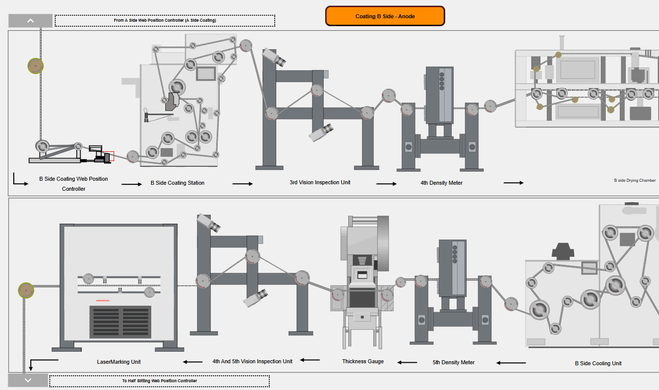 Coating B Side - Anode
From A Side Web Position Controller (A Side Coating)
B Side Coating Web Position
Controller
B Side Coating Station
3rd Vision Inspection Unit
4th Density Meter
B side Drying Chamber
LaserMarking Unit
4th And 5th Vision Inspection Unit
Thickness Gauge
5th Density Meter
B Side Cooling Unit
To Half Slitting Web Position Controller